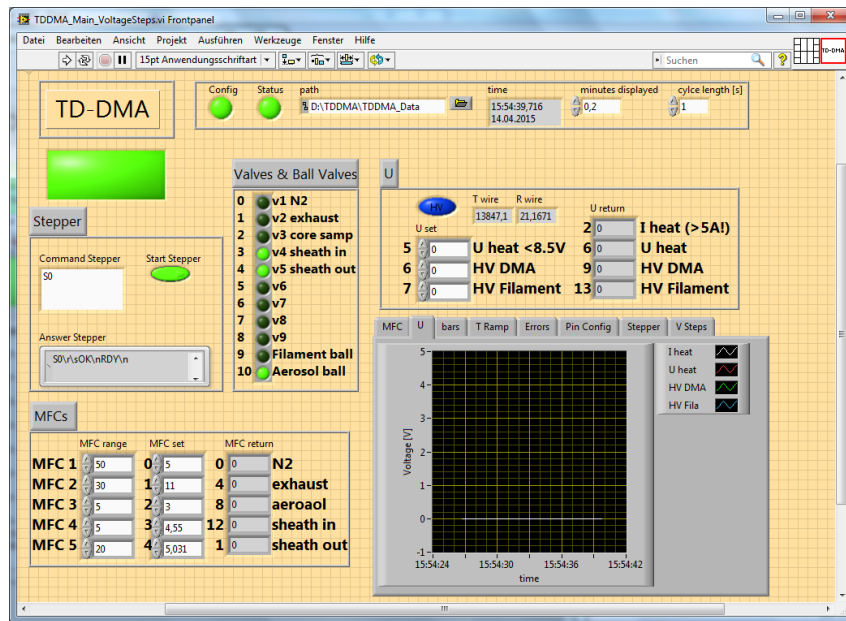 TDDMA_Main_VoltageSteps.vi Frontpanel
Datei Bearbeiten Ansicht Projekt Ausführen Werkzeuge Fenster Hilfe
15pt Anwendungsschriftart
Suchen
TD-DMA
TD-DMA
Config Status path time minutes displayed cylce length [s]
D:\TDDMA\TDDMA_Data
15:54:39,716
14.04.2015
0,2
1
Valves & Ball Valves
0 v1 N2
1 v2 exhaust
2 v3 core samp
3 v4 sheath in
4 v5 sheath out
5 v6
6 v7
7 v8
8 v9
9 Filament ball
10 Aerosol ball
U
HV
T wire R wire
13847,1 21,1671
U set
5 0 U heat <8.5V
6 0 HV DMA
7 0 HV Filament
U return
2 0 I heat (>5A!)
6 0 U heat
9 0 HV DMA
13 0 HV Filament
Stepper
Command Stepper Start Stepper
S0
Answer Stepper
S0\r\sOK\nRDY\n
MFCs
MFC range MFC set MFC return
MFC 1 50 0 5 0 0 N2
MFC 2 30 1 11 4 0 exhaust
MFC 3 5 2 3 8 0 aeroaol
MFC 4 5 3 4,55 12 0 sheath in
MFC 5 20 4 5,031 1 0 sheath out
MFC U bars T Ramp Errors Pin Config Stepper V Steps
Voltage [V]
5
4
3
2
1
0
-1
15:54:24 15:54:30 15:54:36 15:54:42
time
I heat
U heat
HV DMA
HV Fila